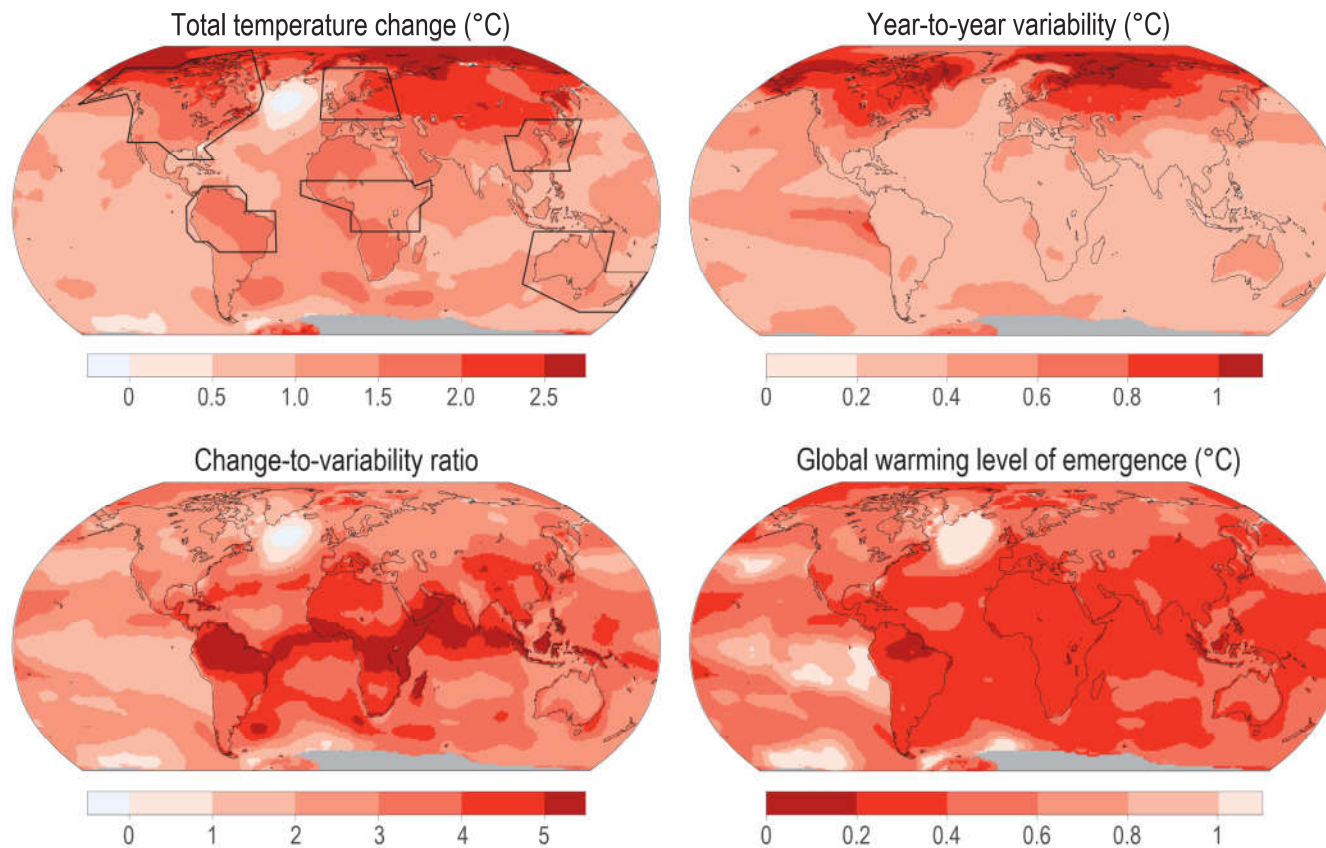 Total temperature change (°C)
Year-to-year variability (°C)
0 0.5 1.0 1.5 2.0 2.5
0 0.2 0.4 0.6 0.8 1
Change-to-variability ratio
Global warming level of emergence (°C)
0 1 2 3 4 5
0 0.2 0.4 0.6 0.8 1